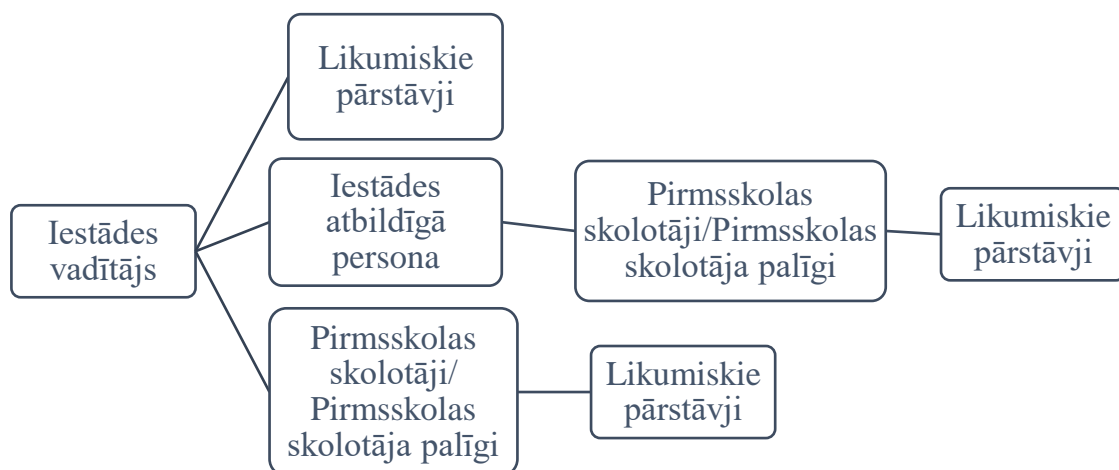 Likumiskie
pārstāvji
Iestādes
vadītājs
Iestādes
atbildīgā
persona
Pirmsskolas
skolotāji/Pirmsskolas
skolotāja palīgi
Likumiskie
pārstāvji
Pirmsskolas
skolotāji/
Pirmsskolas
skolotāja palīgi
Likumiskie
pārstāvji